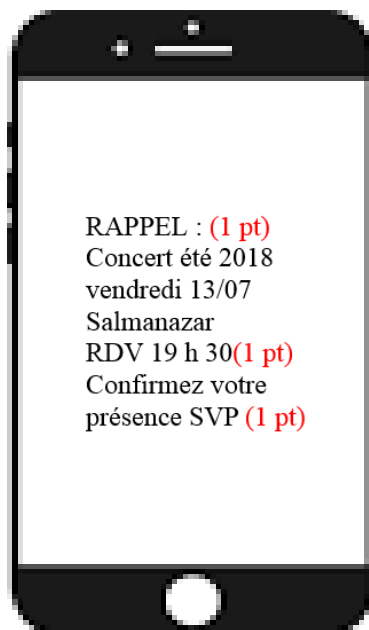 RAPPEL : (1 pt)
Concert été 2018
vendredi 13/07
Salmanazar
RDV 19 h 30(1 pt)
Confirmez votre
présence SVP (1 pt)